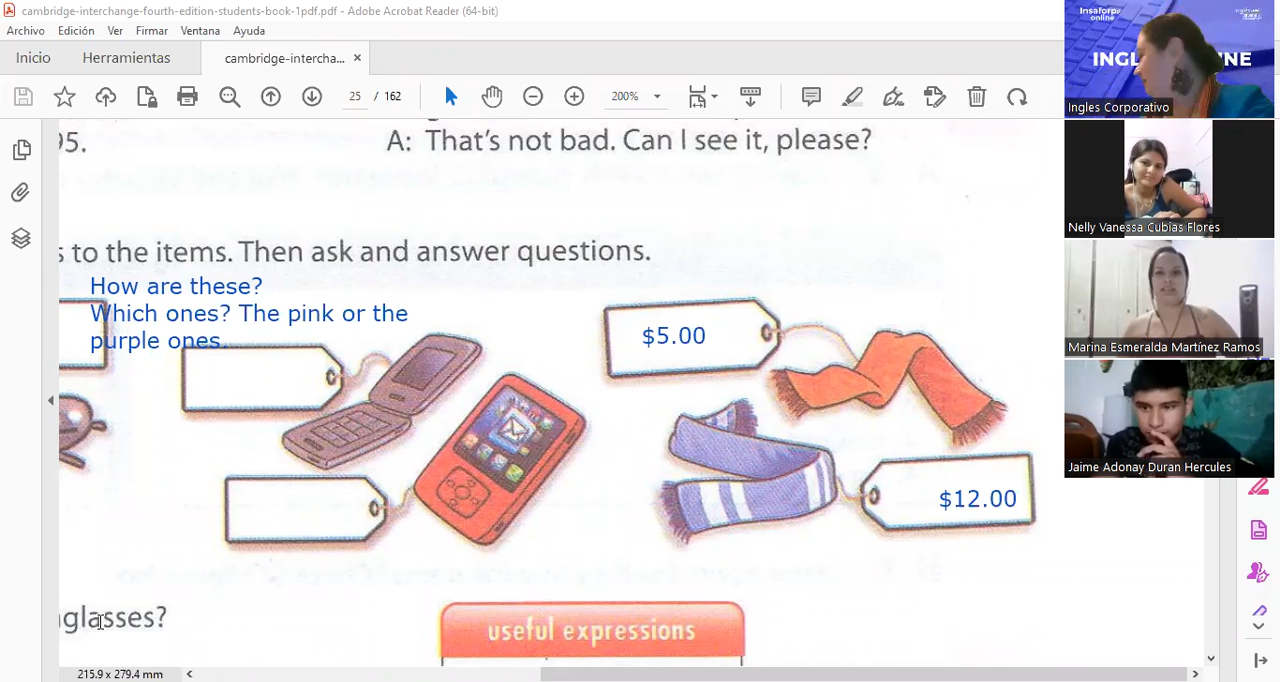 cambridge-interchange-fourth-edition-students-book-1pdf.pdf - Adobe Acrobat Reader (64-bit)
Archivo Edición Ver Firmar Ventana Ayuda
Inicio Herramientas cambridge-intercha... ×
25 / 162 200%
95.
A: That's not bad. Can I see it, please?
s to the items. Then ask and answer questions.
How are these?
Which ones? The pink or the
purple ones.
$5.00
$12.00
glasses?
useful expressions
215.9 x 279.4 mm
Insaforp
online
INGL NE
Ingles Corporativo
Nelly Vanessa Cubias Flores
Marina Esmeralda Martínez Ramos
Jaime Adonay Duran Hercules